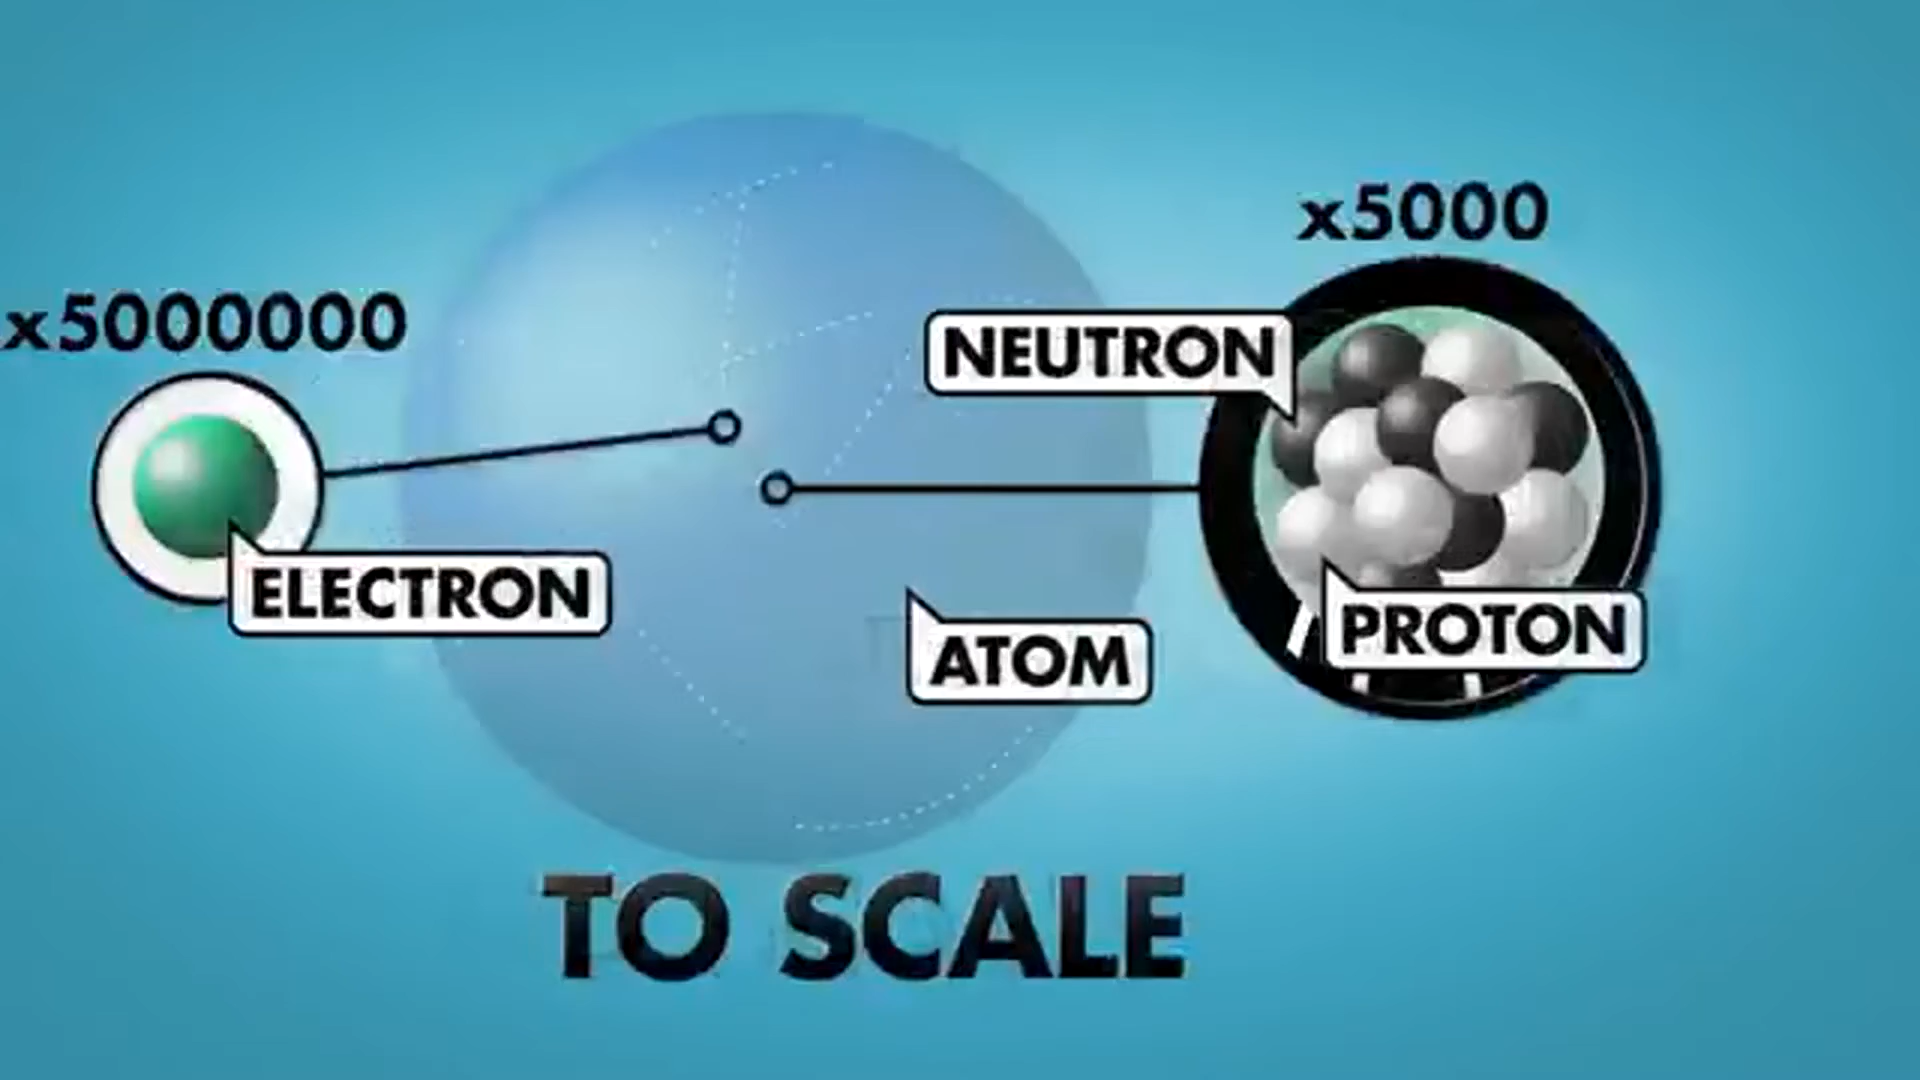 x5000
x5000000
NEUTRON
ELECTRON
PROTON
ATOM
TO SCALE